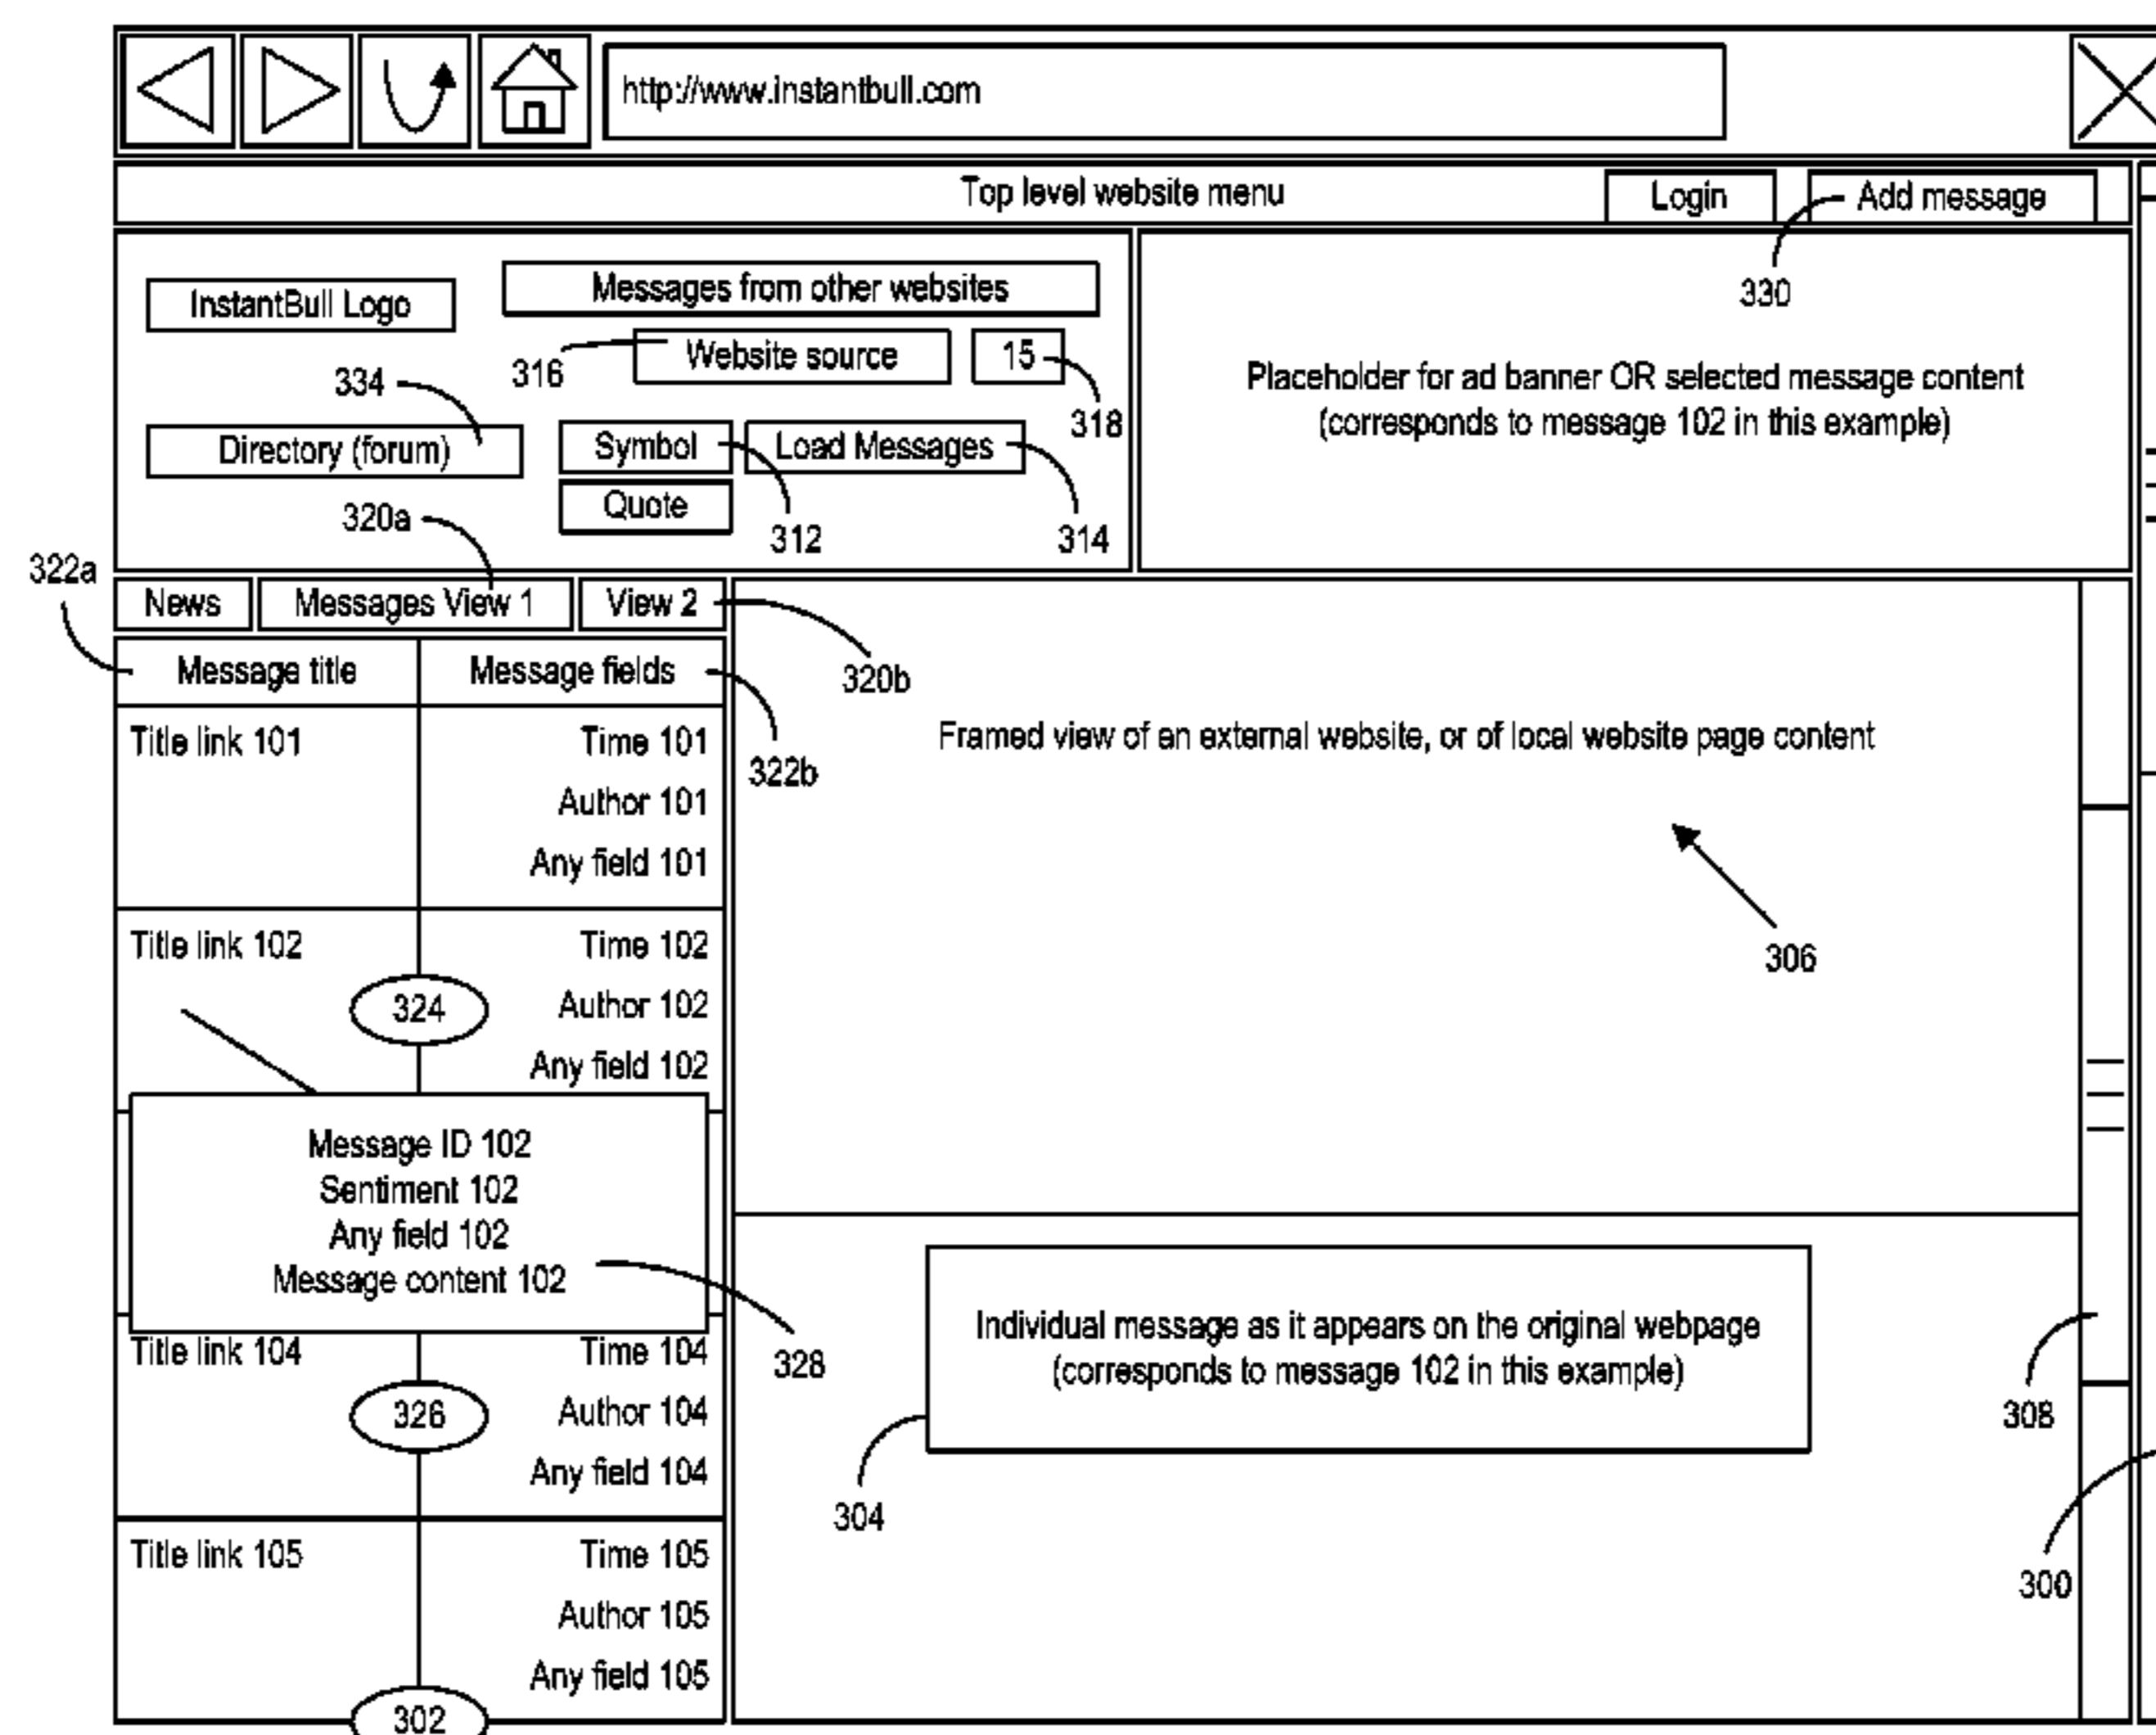 http://www.instantbull.com
Top level website menu
Login
Add message
330
InstantBull Logo
Messages from other websites
316
Website source
15
318
334
Directory (forum)
Symbol
Load Messages
Quote
312
314
320a
Placeholder for ad banner OR selected message content
(corresponds to message 102 in this example)
322a
News
Messages View 1
View 2
320b
Message title
Message fields
322b
Title link 101
Time 101
Author 101
Any field 101
Title link 102
Time 102
324
Author 102
Any field 102
Message ID 102
Sentiment 102
Any field 102
Message content 102
328
Title link 104
Time 104
326
Author 104
Any field 104
Title link 105
Time 105
Author 105
Any field 105
302
Framed view of an external website, or of local website page content
306
Individual message as it appears on the original webpage
(corresponds to message 102 in this example)
304
308
300